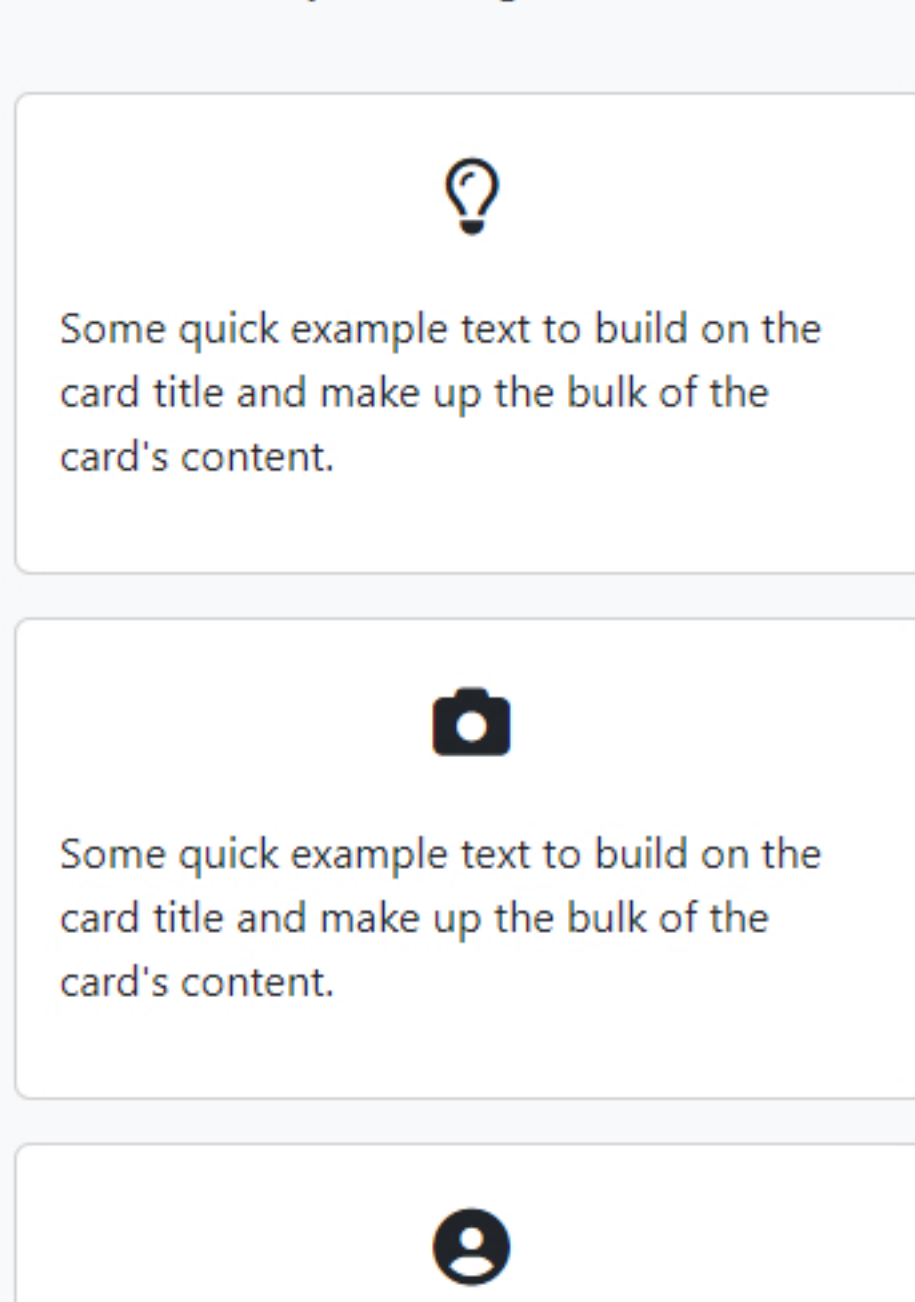 Some quick example text to build on the
card title and make up the bulk of the
card's content.
Some quick example text to build on the
card title and make up the bulk of the
card's content.